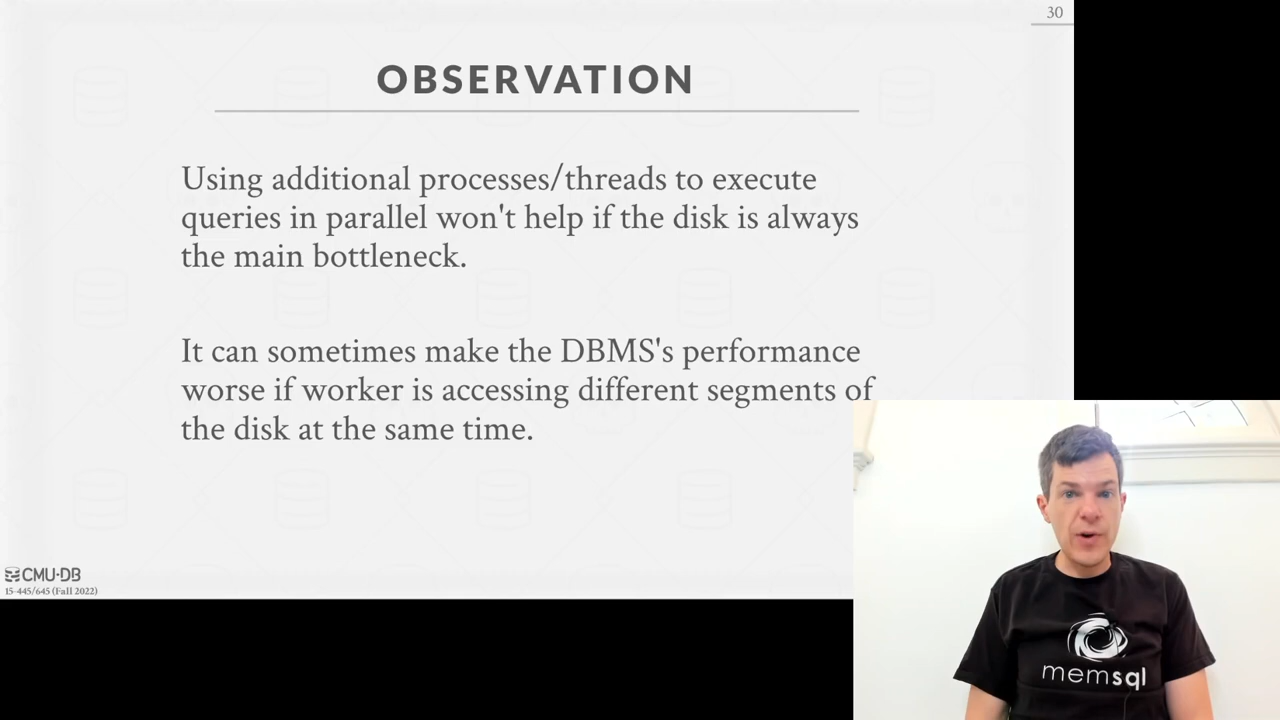 30
OBSERVATION
Using additional processes/threads to execute
queries in parallel won't help if the disk is always
the main bottleneck.
It can sometimes make the DBMS's performance
worse if worker is accessing different segments of
the disk at the same time.
CMU·DB
15-445/645 (Fall 2022)
memsql